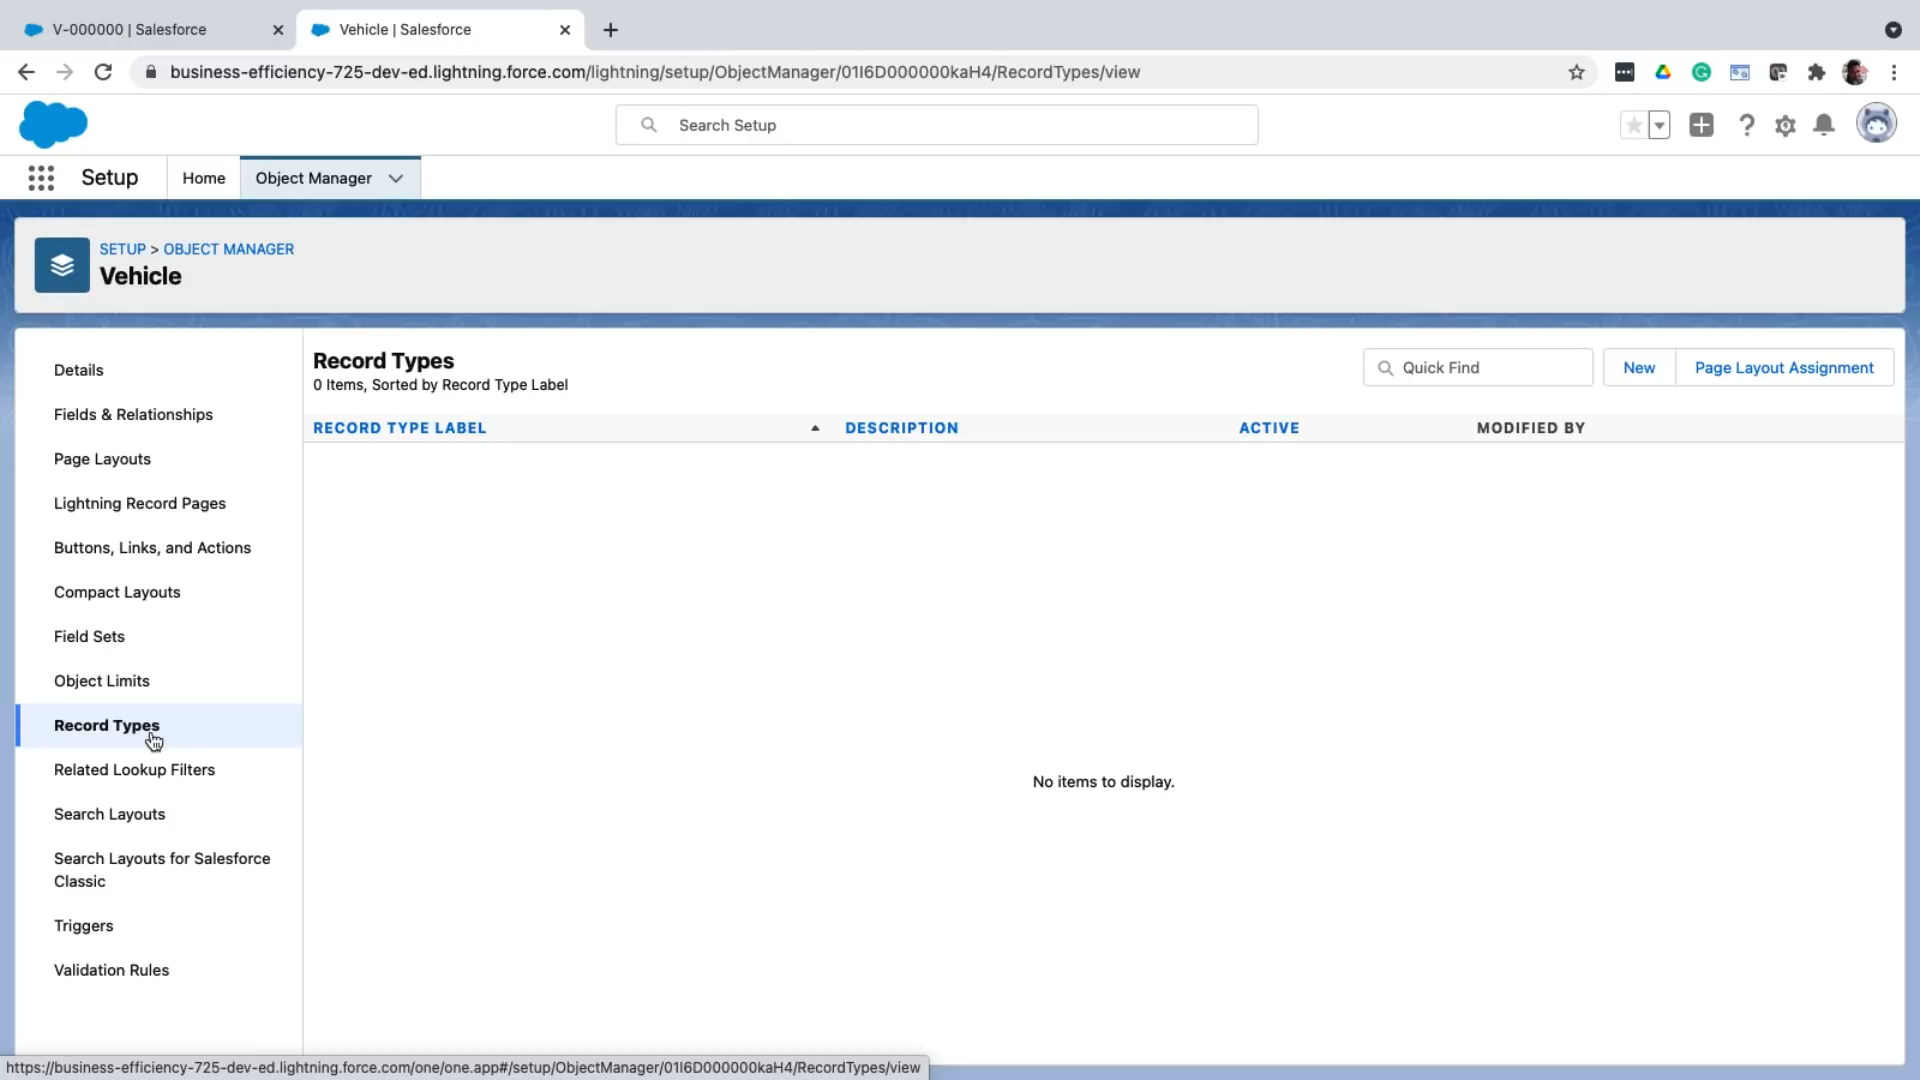 V-000000 | Salesforce
Vehicle | Salesforce
business-efficiency-725-dev-ed.lightning.force.com/lightning/setup/ObjectManager/01I6D000000kaH4/RecordTypes/view
Search Setup
Setup
Home
Object Manager
SETUP > OBJECT MANAGER
Vehicle
Details
Fields & Relationships
Page Layouts
Lightning Record Pages
Buttons, Links, and Actions
Compact Layouts
Field Sets
Object Limits
Record Types
Related Lookup Filters
Search Layouts
Search Layouts for Salesforce
Classic
Triggers
Validation Rules
Record Types
0 Items, Sorted by Record Type Label
Quick Find
New
Page Layout Assignment
RECORD TYPE LABEL
DESCRIPTION
ACTIVE
MODIFIED BY
No items to display.
https://business-efficiency-725-dev-ed.lightning.force.com/one/one.app#/setup/ObjectManager/01I6D000000kaH4/RecordTypes/view